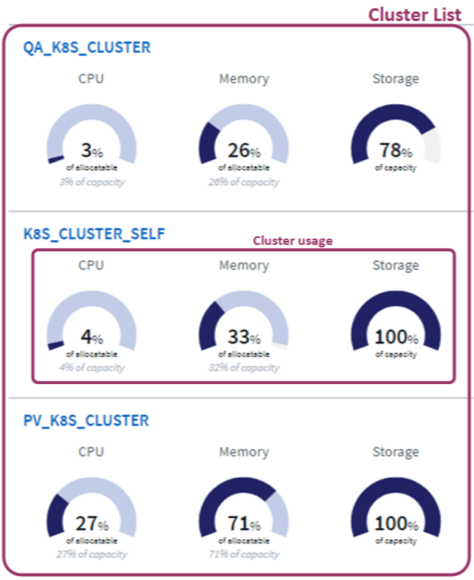 Cluster List
QA_K8S_CLUSTER
CPU Memory Storage
3% 26% 78%
of allocatable of allocatable of capacity
3% of capacity 26% of capacity
K8S_CLUSTER_SELF
Cluster usage
CPU Memory Storage
4% 33% 100%
of allocatable of allocatable of capacity
4% of capacity 32% of capacity
PV_K8S_CLUSTER
CPU Memory Storage
27% 71% 100%
of allocatable of allocatable of capacity
27% of capacity 71% of capacity